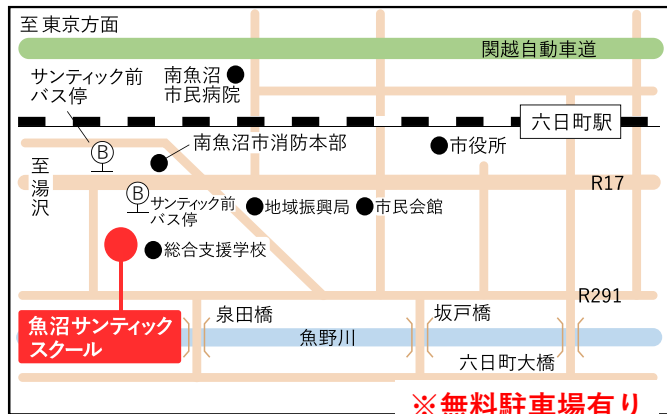 至東京方面
関越自動車道
サンティック前
バス停
南魚沼
市民病院
六日町駅
B
南魚沼市消防本部
市役所
至湯沢
R17
B
サンティック前
バス停
地域振興局
市民会館
総合支援学校
R291
魚沼サンティック
スクール
泉田橋
坂戸橋
魚野川
六日町大橋
※無料駐車場有り